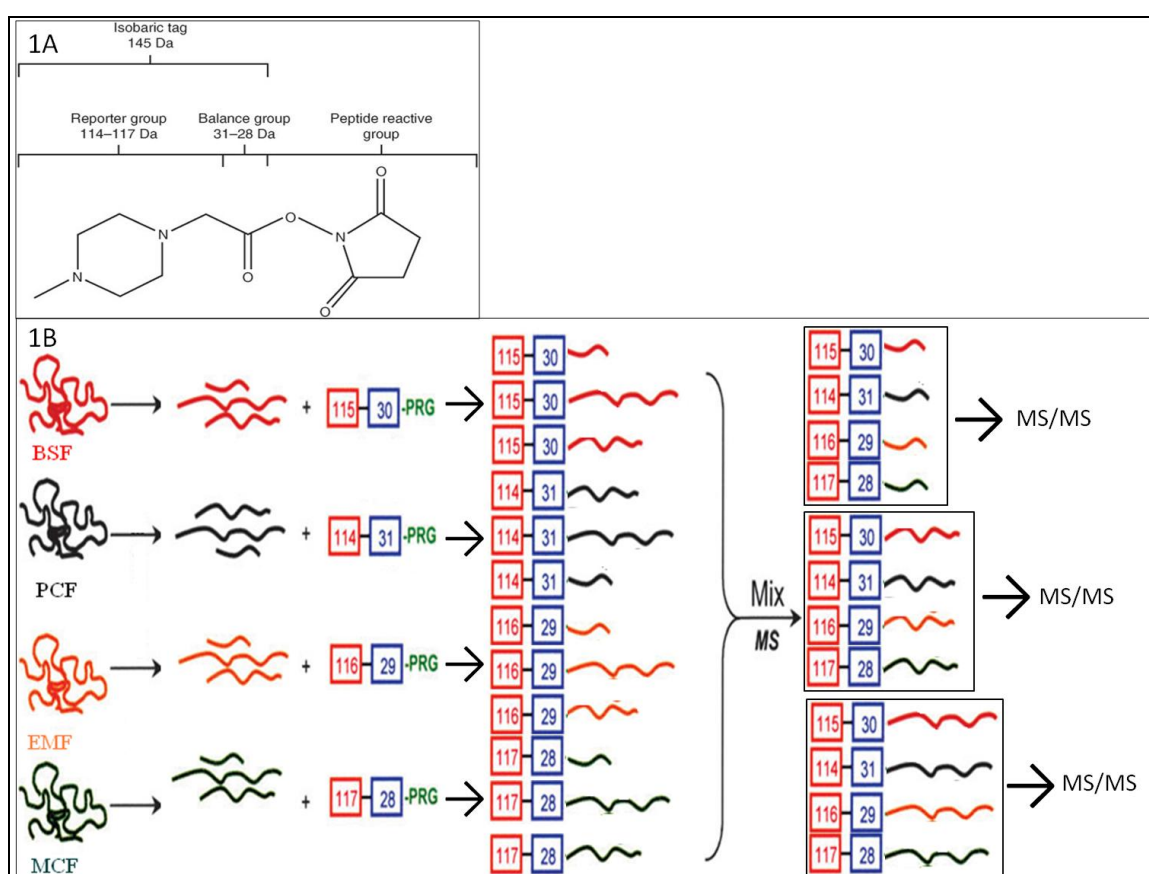 1A
Isobaric tag
145 Da
Reporter group
114–117 Da
Balance group
31–28 Da
Peptide reactive
group
O
N
O
N
O
N
O
1B
BSF
+
115 30 -PRG
115 30
115 30
115 30
PCF
+
114 31 -PRG
114 31
114 31
114 31
EMF
+
116 29 -PRG
116 29
116 29
116 29
MCF
+
117 28 -PRG
117 28
117 28
117 28
Mix
MS
115 30
114 31
116 29
117 28
MS/MS
115 30
114 31
116 29
117 28
MS/MS
115 30
114 31
116 29
117 28
MS/MS